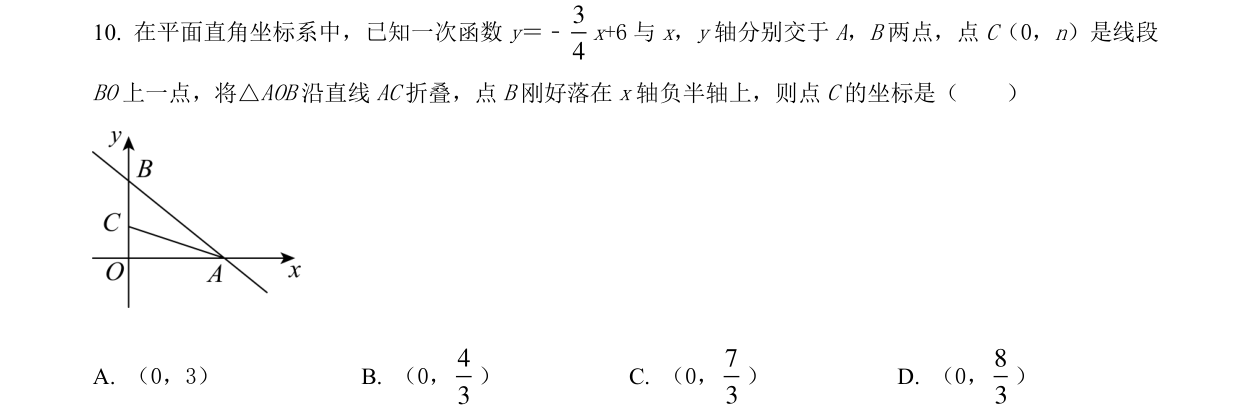 10. 在平面直角坐标系中，已知一次函数 y＝﹣3/4 x+6 与 x，y 轴分别交于 A，B 两点，点 C（0，n）是线段
BO 上一点，将△AOB 沿直线 AC 折叠，点 B 刚好落在 x 轴负半轴上，则点 C 的坐标是（　　）
y
B
C
O
A
x
A. （0，3） B. （0，4/3） C. （0，7/3） D. （0，8/3）